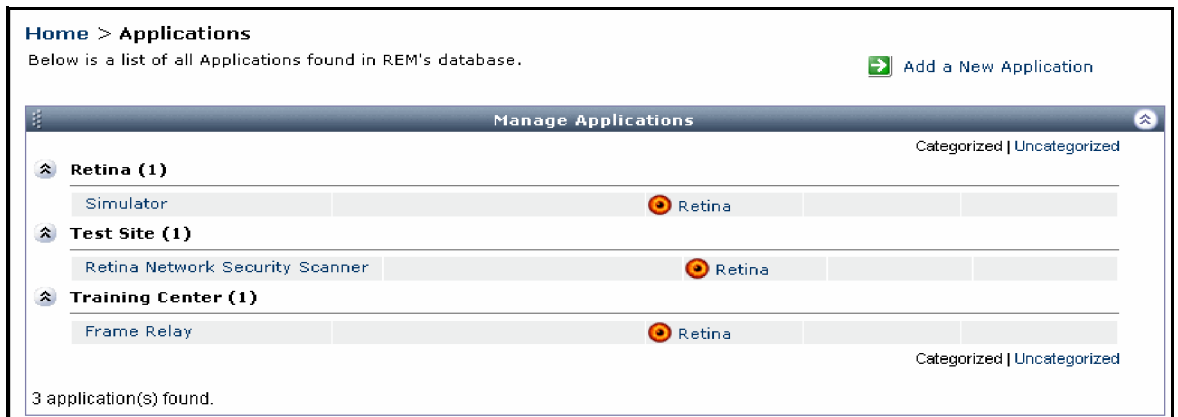 Home > Applications
Below is a list of all Applications found in REM's database.
Add a New Application
Manage Applications
Categorized | Uncategorized
Retina (1)
Simulator Retina
Test Site (1)
Retina Network Security Scanner Retina
Training Center (1)
Frame Relay Retina
Categorized | Uncategorized
3 application(s) found.